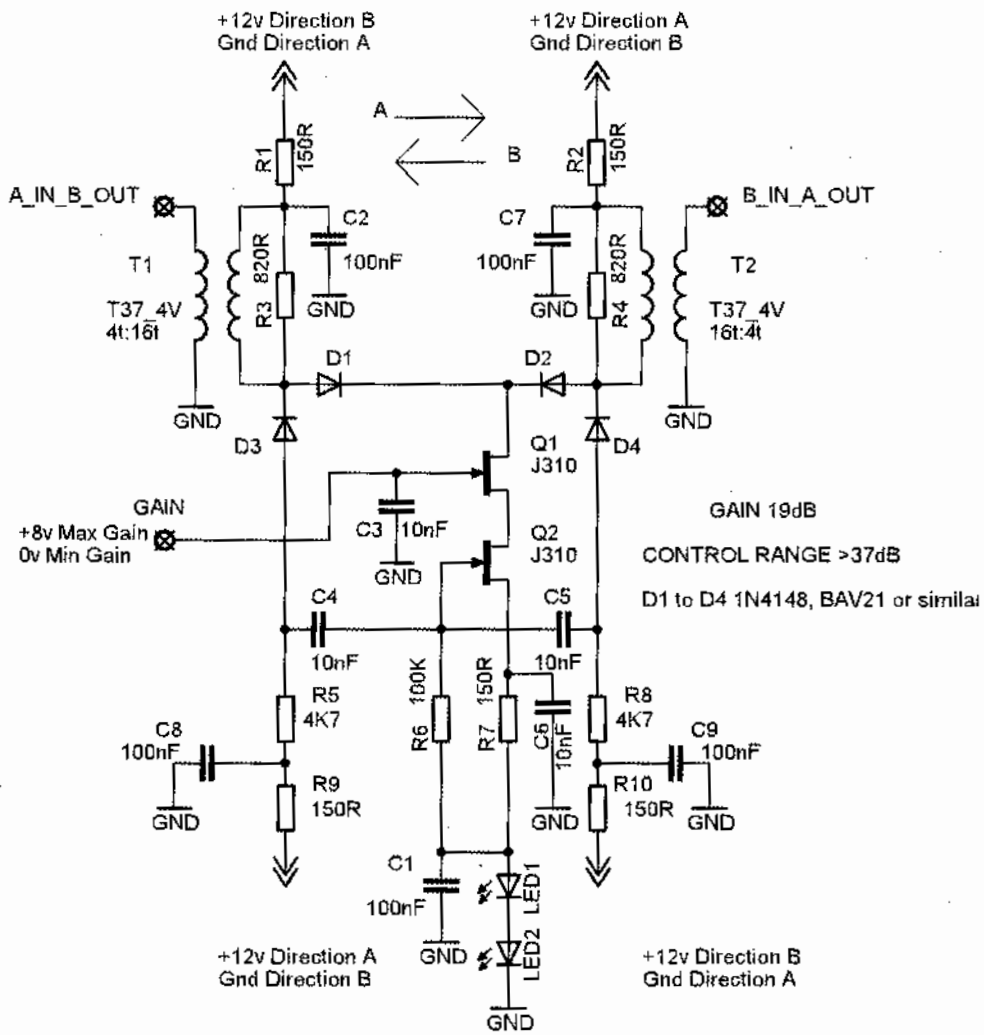 +12v Direction B
Gnd Direction A
+12v Direction A
Gnd Direction B
A
B
R1
150R
R2
150R
A_IN_B_OUT
B_IN_A_OUT
C2
100nF
GND
C7
100nF
GND
T1
T37_4V
4t:16t
820R
R3
820R
R4
T2
T37_4V
16t:4t
GND
GND
D1
D2
D3
D4
Q1
J310
GAIN
+8v Max Gain
0v Min Gain
C3
10nF
GND
Q2
J310
GAIN 19dB
CONTROL RANGE >37dB
D1 to D4 1N4148, BAV21 or similar
C4
10nF
C5
10nF
R5
4K7
R6
100K
R7
150R
C6
10nF
GND
R8
4K7
C8
100nF
GND
R9
150R
C9
100nF
GND
R10
150R
C1
100nF
GND
LED1
LED2
GND
+12v Direction A
Gnd Direction B
+12v Direction B
Gnd Direction A